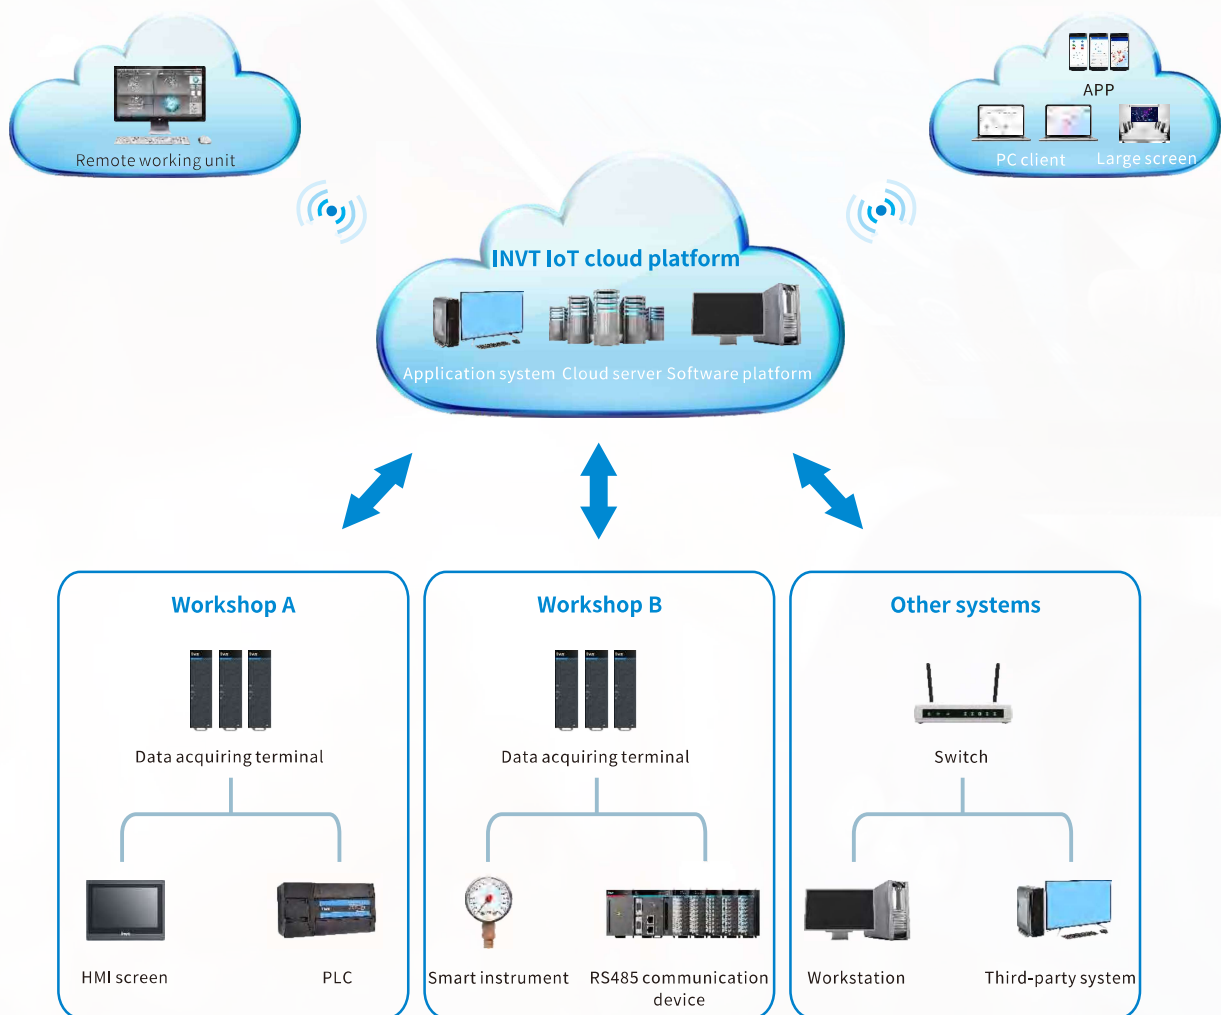 APP
Remote working unit
PC client
Large screen
INVT IoT cloud platform
Application system
Cloud server
Software platform
Workshop A
Data acquiring terminal
HMI screen
PLC
Workshop B
Data acquiring terminal
Smart instrument
RS485 communication
device
Other systems
Switch
Workstation
Third-party system